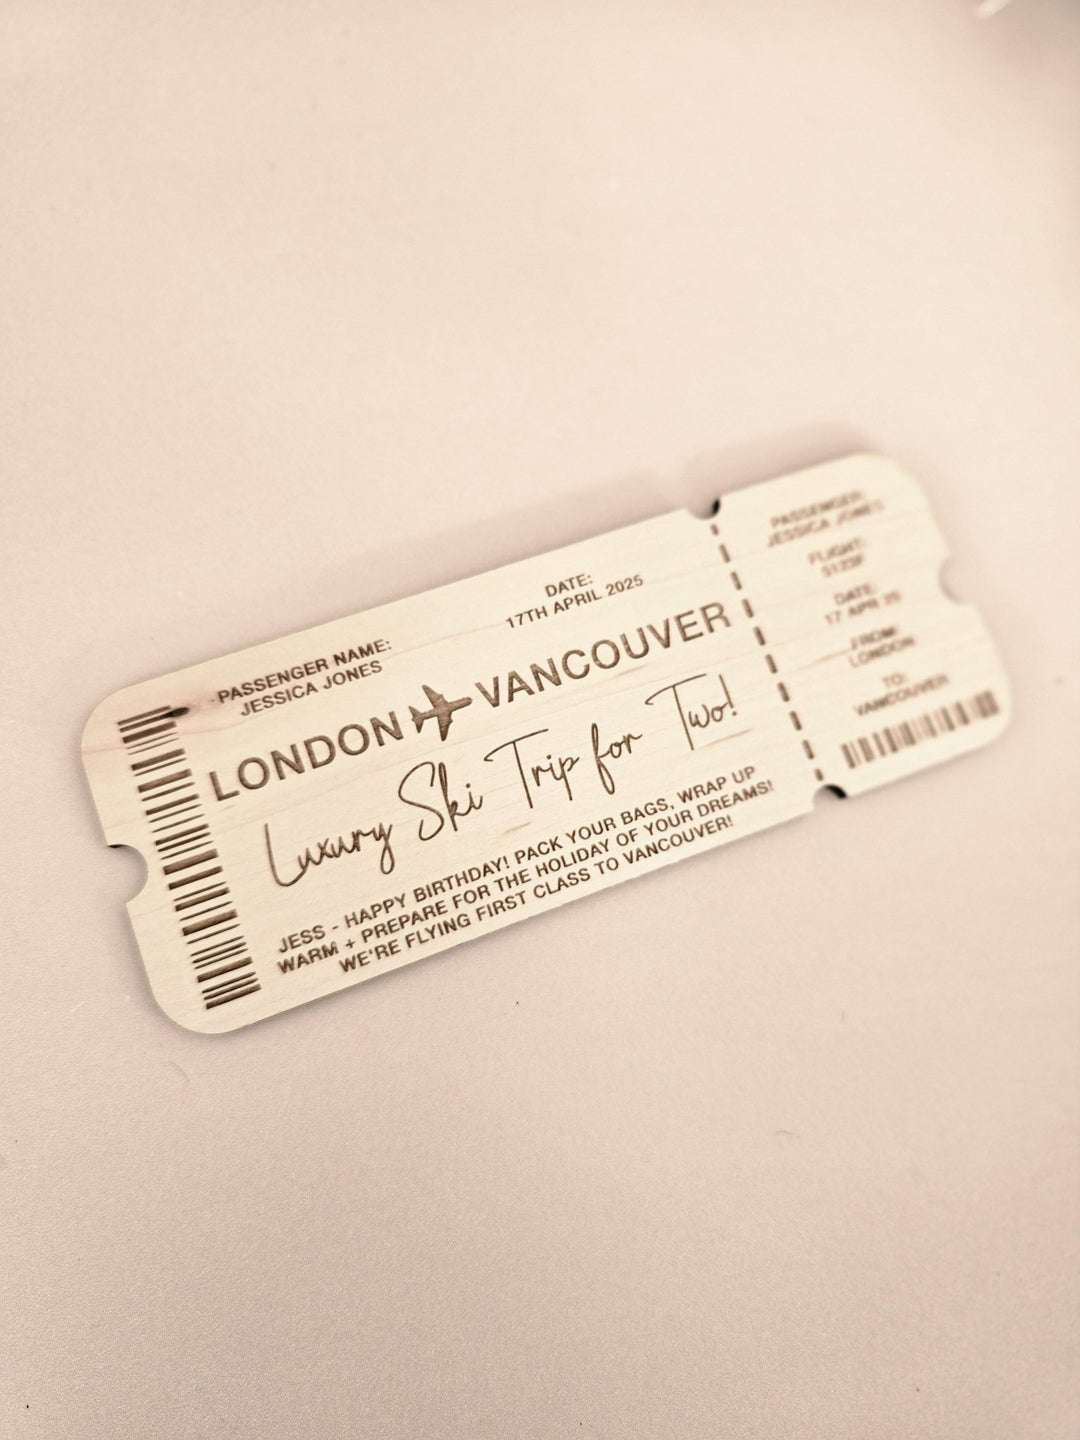 PASSENGER NAME:
JESSICA JONES
DATE:
17TH APRIL 2025
LONDON VANCOUVER
Luxury Ski Trip for Two!
JESS - HAPPY BIRTHDAY! PACK YOUR BAGS, WRAP UP
WARM + PREPARE FOR THE HOLIDAY OF YOUR DREAMS!
WE'RE FLYING FIRST CLASS TO VANCOUVER!
PASSENGER:
JESSICA JONES
FLIGHT:
DATE:
17 APR 25
FROM:
LONDON
TO:
VANCOUVER